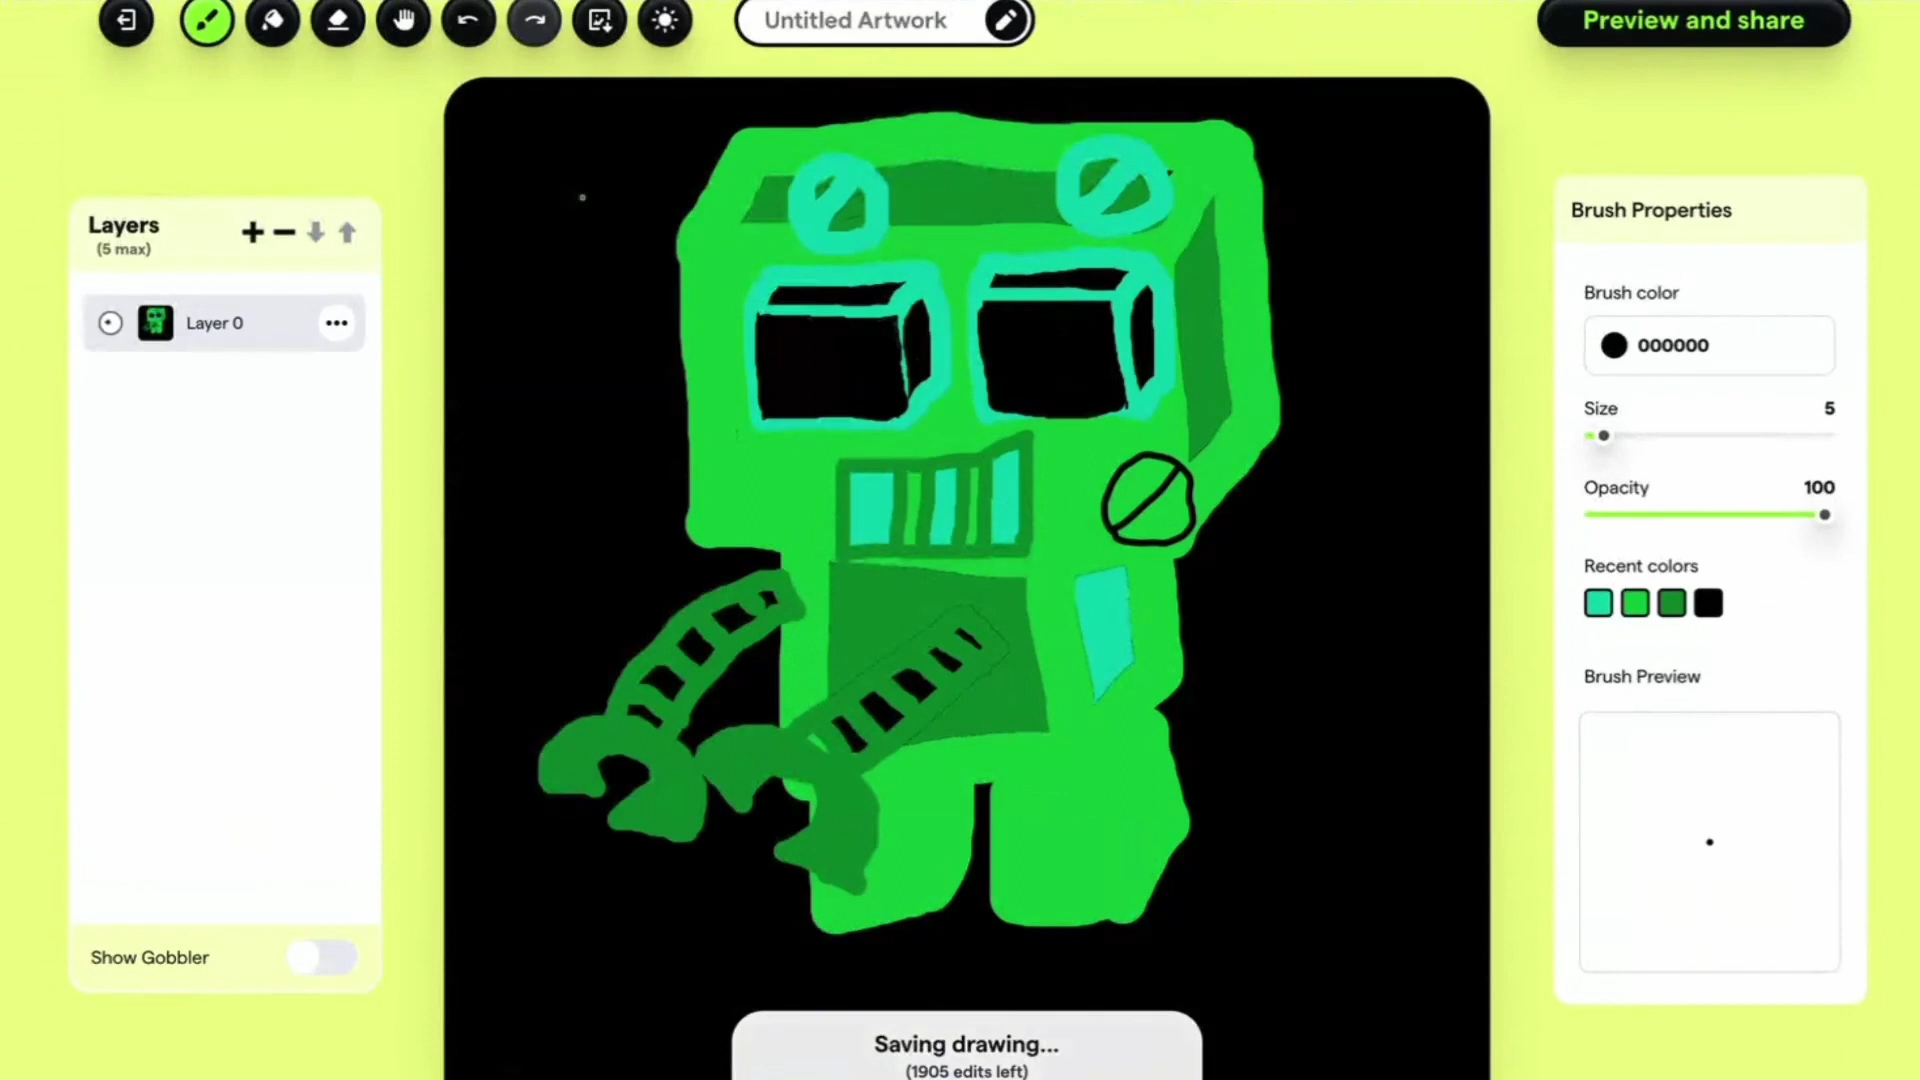 Untitled Artwork
Preview and share
Layers
(5 max)
Layer 0
Show Gobbler
Brush Properties
Brush color
000000
Size 5
Opacity 100
Recent colors
Brush Preview
Saving drawing...
(1905 edits left)